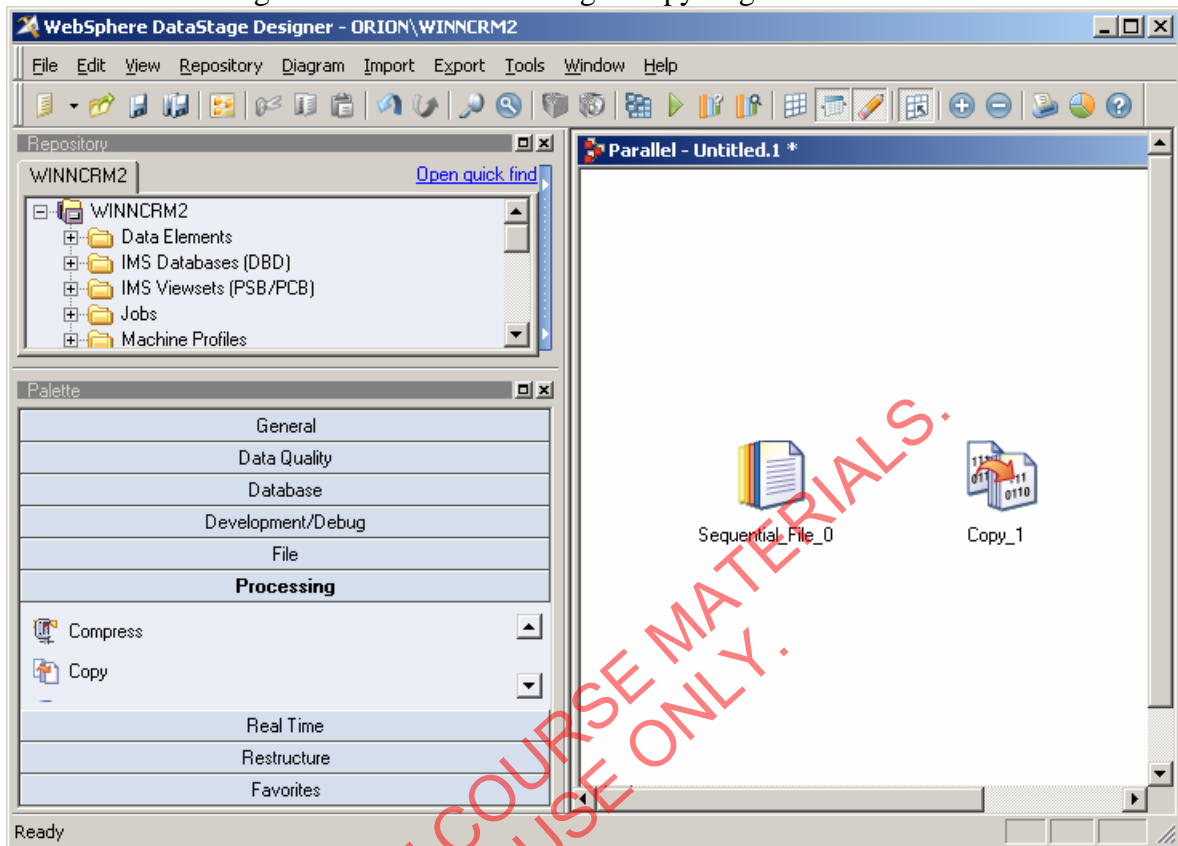 WebSphere DataStage Designer - ORION\WINNCRM2
File Edit View Repository Diagram Import Export Tools Window Help
Repository
WINNCRM2 Open quick find
WINNCRM2
Data Elements
IMS Databases (DBD)
IMS Viewsets (PSB/PCB)
Jobs
Machine Profiles
Palette
General
Data Quality
Database
Development/Debug
File
Processing
Compress
Copy
Real Time
Restructure
Favorites
Parallel - Untitled.1 *
Sequential_File_0
Copy_1
Ready
COURSE MATERIALS.
USE ONLY.